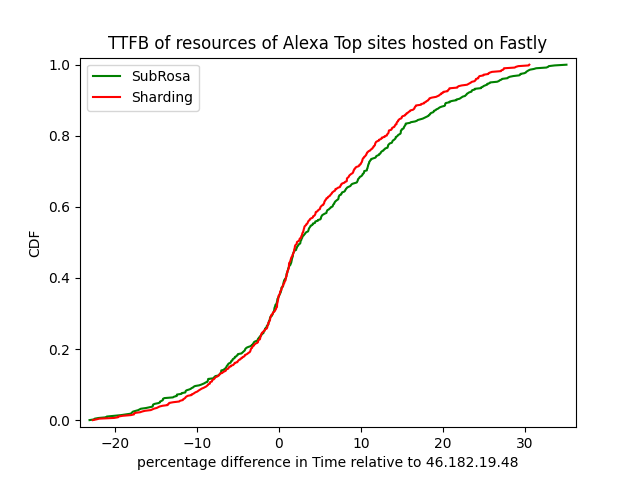 TTFB of resources of Alexa Top sites hosted on Fastly
SubRosa
Sharding
1.0
0.8
0.6
0.4
0.2
0.0
CDF
−20 −10 0 10 20 30
percentage difference in Time relative to 46.182.19.48